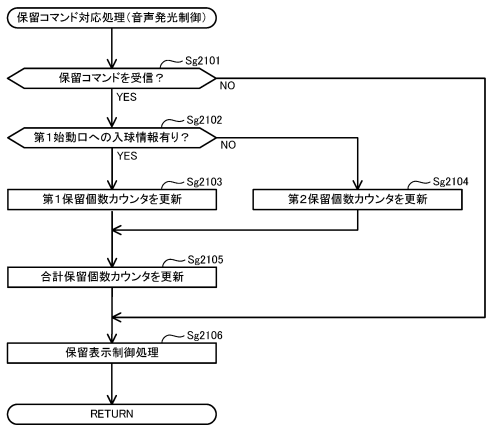 保留コマンド対応処理(音声発光制御)
Sg2101
保留コマンドを受信?
NO
YES
Sg2102
第1始動口への入球情報有り?
NO
YES
Sg2103
第1保留個数カウンタを更新
Sg2104
第2保留個数カウンタを更新
Sg2105
合計保留個数カウンタを更新
Sg2106
保留表示制御処理
RETURN